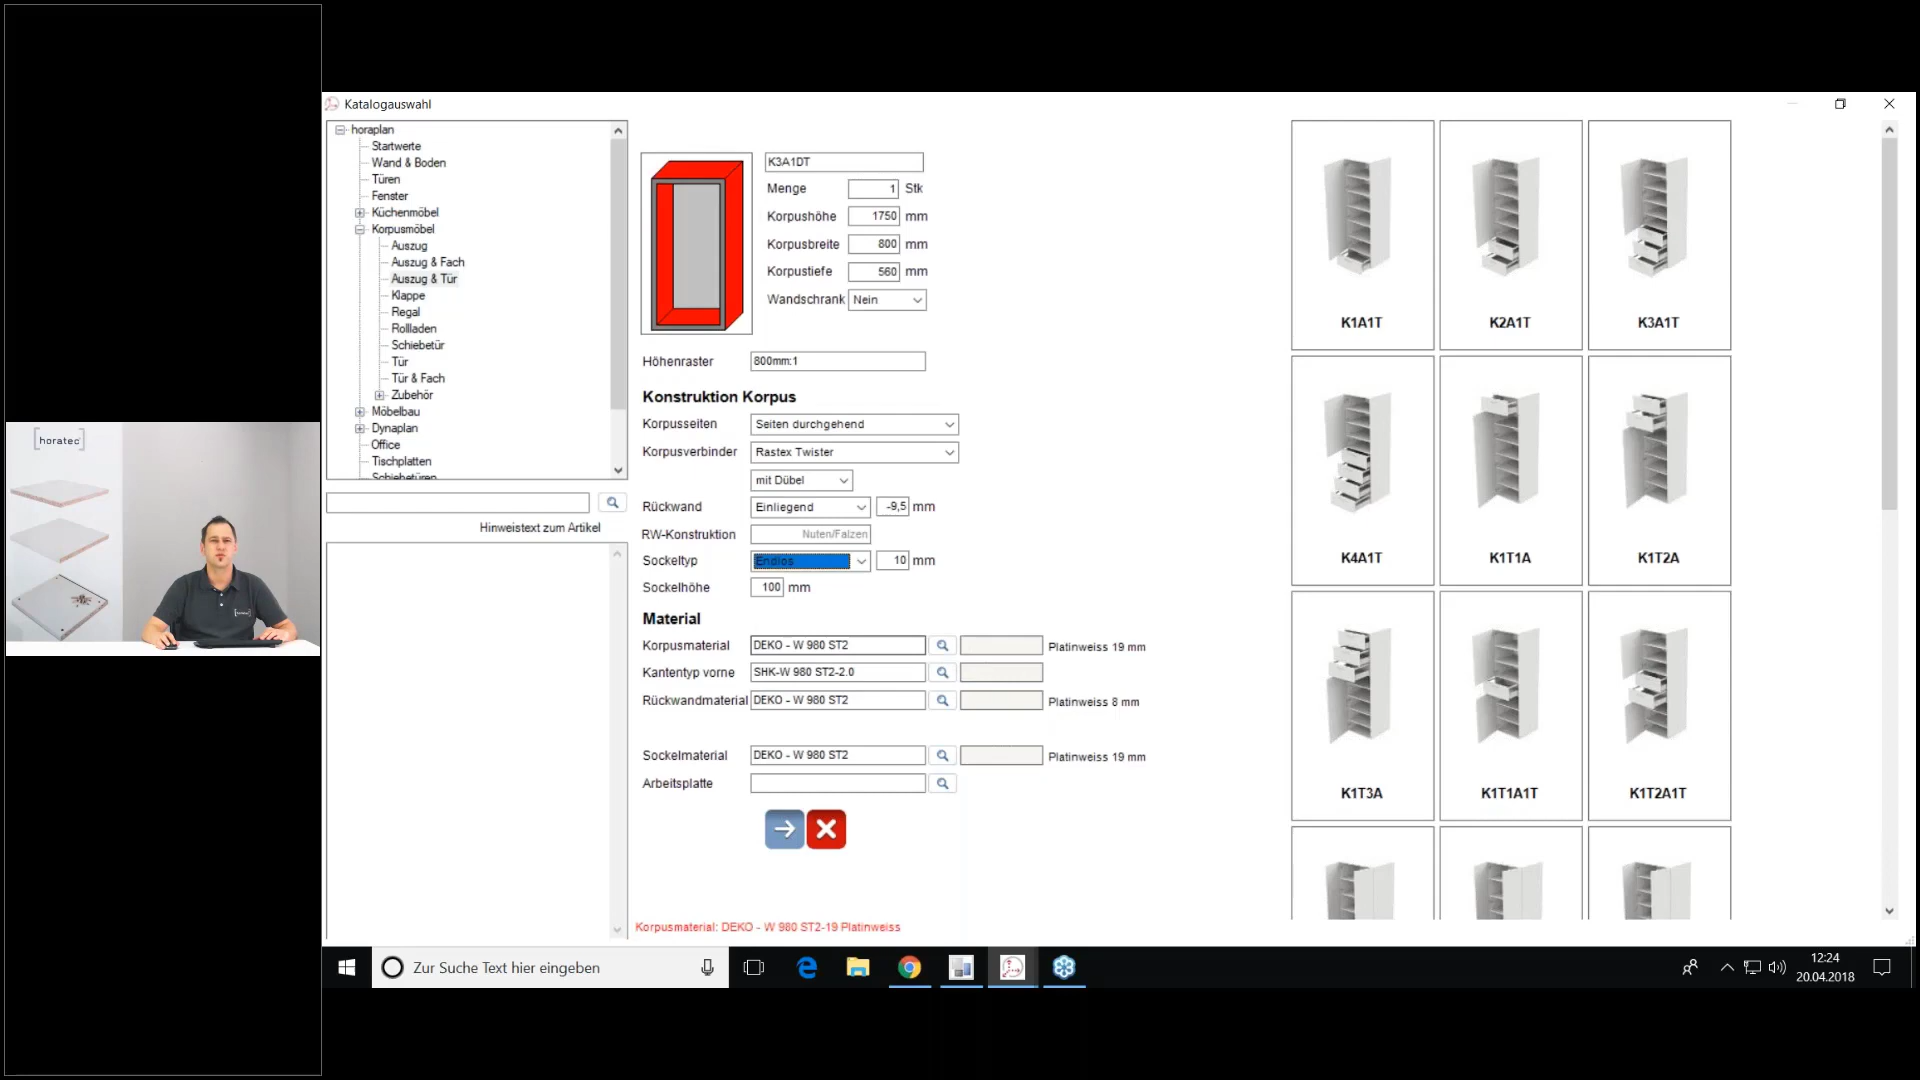 Katalogauswahl
horaplan
Startwerte
Wand & Boden
Türen
Fenster
Küchenmöbel
Korpusmöbel
Auszug
Auszug & Fach
Auszug & Tür
Klappe
Regal
Rollladen
Schiebetür
Tür
Tür & Fach
Zubehör
Möbelbau
Dynaplan
Office
Tischplatten
Schiebetüren
Hinweistext zum Artikel
K3A1DT
Menge 1 Stk
Korpushöhe 1750 mm
Korpusbreite 800 mm
Korpustiefe 560 mm
Wandschrank Nein
Höhenraster 800mm:1
Konstruktion Korpus
Korpusseiten Seiten durchgehend
Korpusverbinder Rastex Twister
mit Dübel
Rückwand Einliegend -9,5 mm
RW-Konstruktion Nuten/Falzen
Sockeltyp Endlos 10 mm
Sockelhöhe 100 mm
Material
Korpusmaterial DEKO - W 980 ST2 Platinweiss 19 mm
Kantentyp vorne SHK-W 980 ST2-2.0
Rückwandmaterial DEKO - W 980 ST2 Platinweiss 8 mm
Sockelmaterial DEKO - W 980 ST2 Platinweiss 19 mm
Arbeitsplatte
Korpusmaterial: DEKO - W 980 ST2-19 Platinweiss
K1A1T K2A1T K3A1T
K4A1T K1T1A K1T2A
K1T3A K1T1A1T K1T2A1T
[horatec]
Zur Suche Text hier eingeben
12:24
20.04.2018